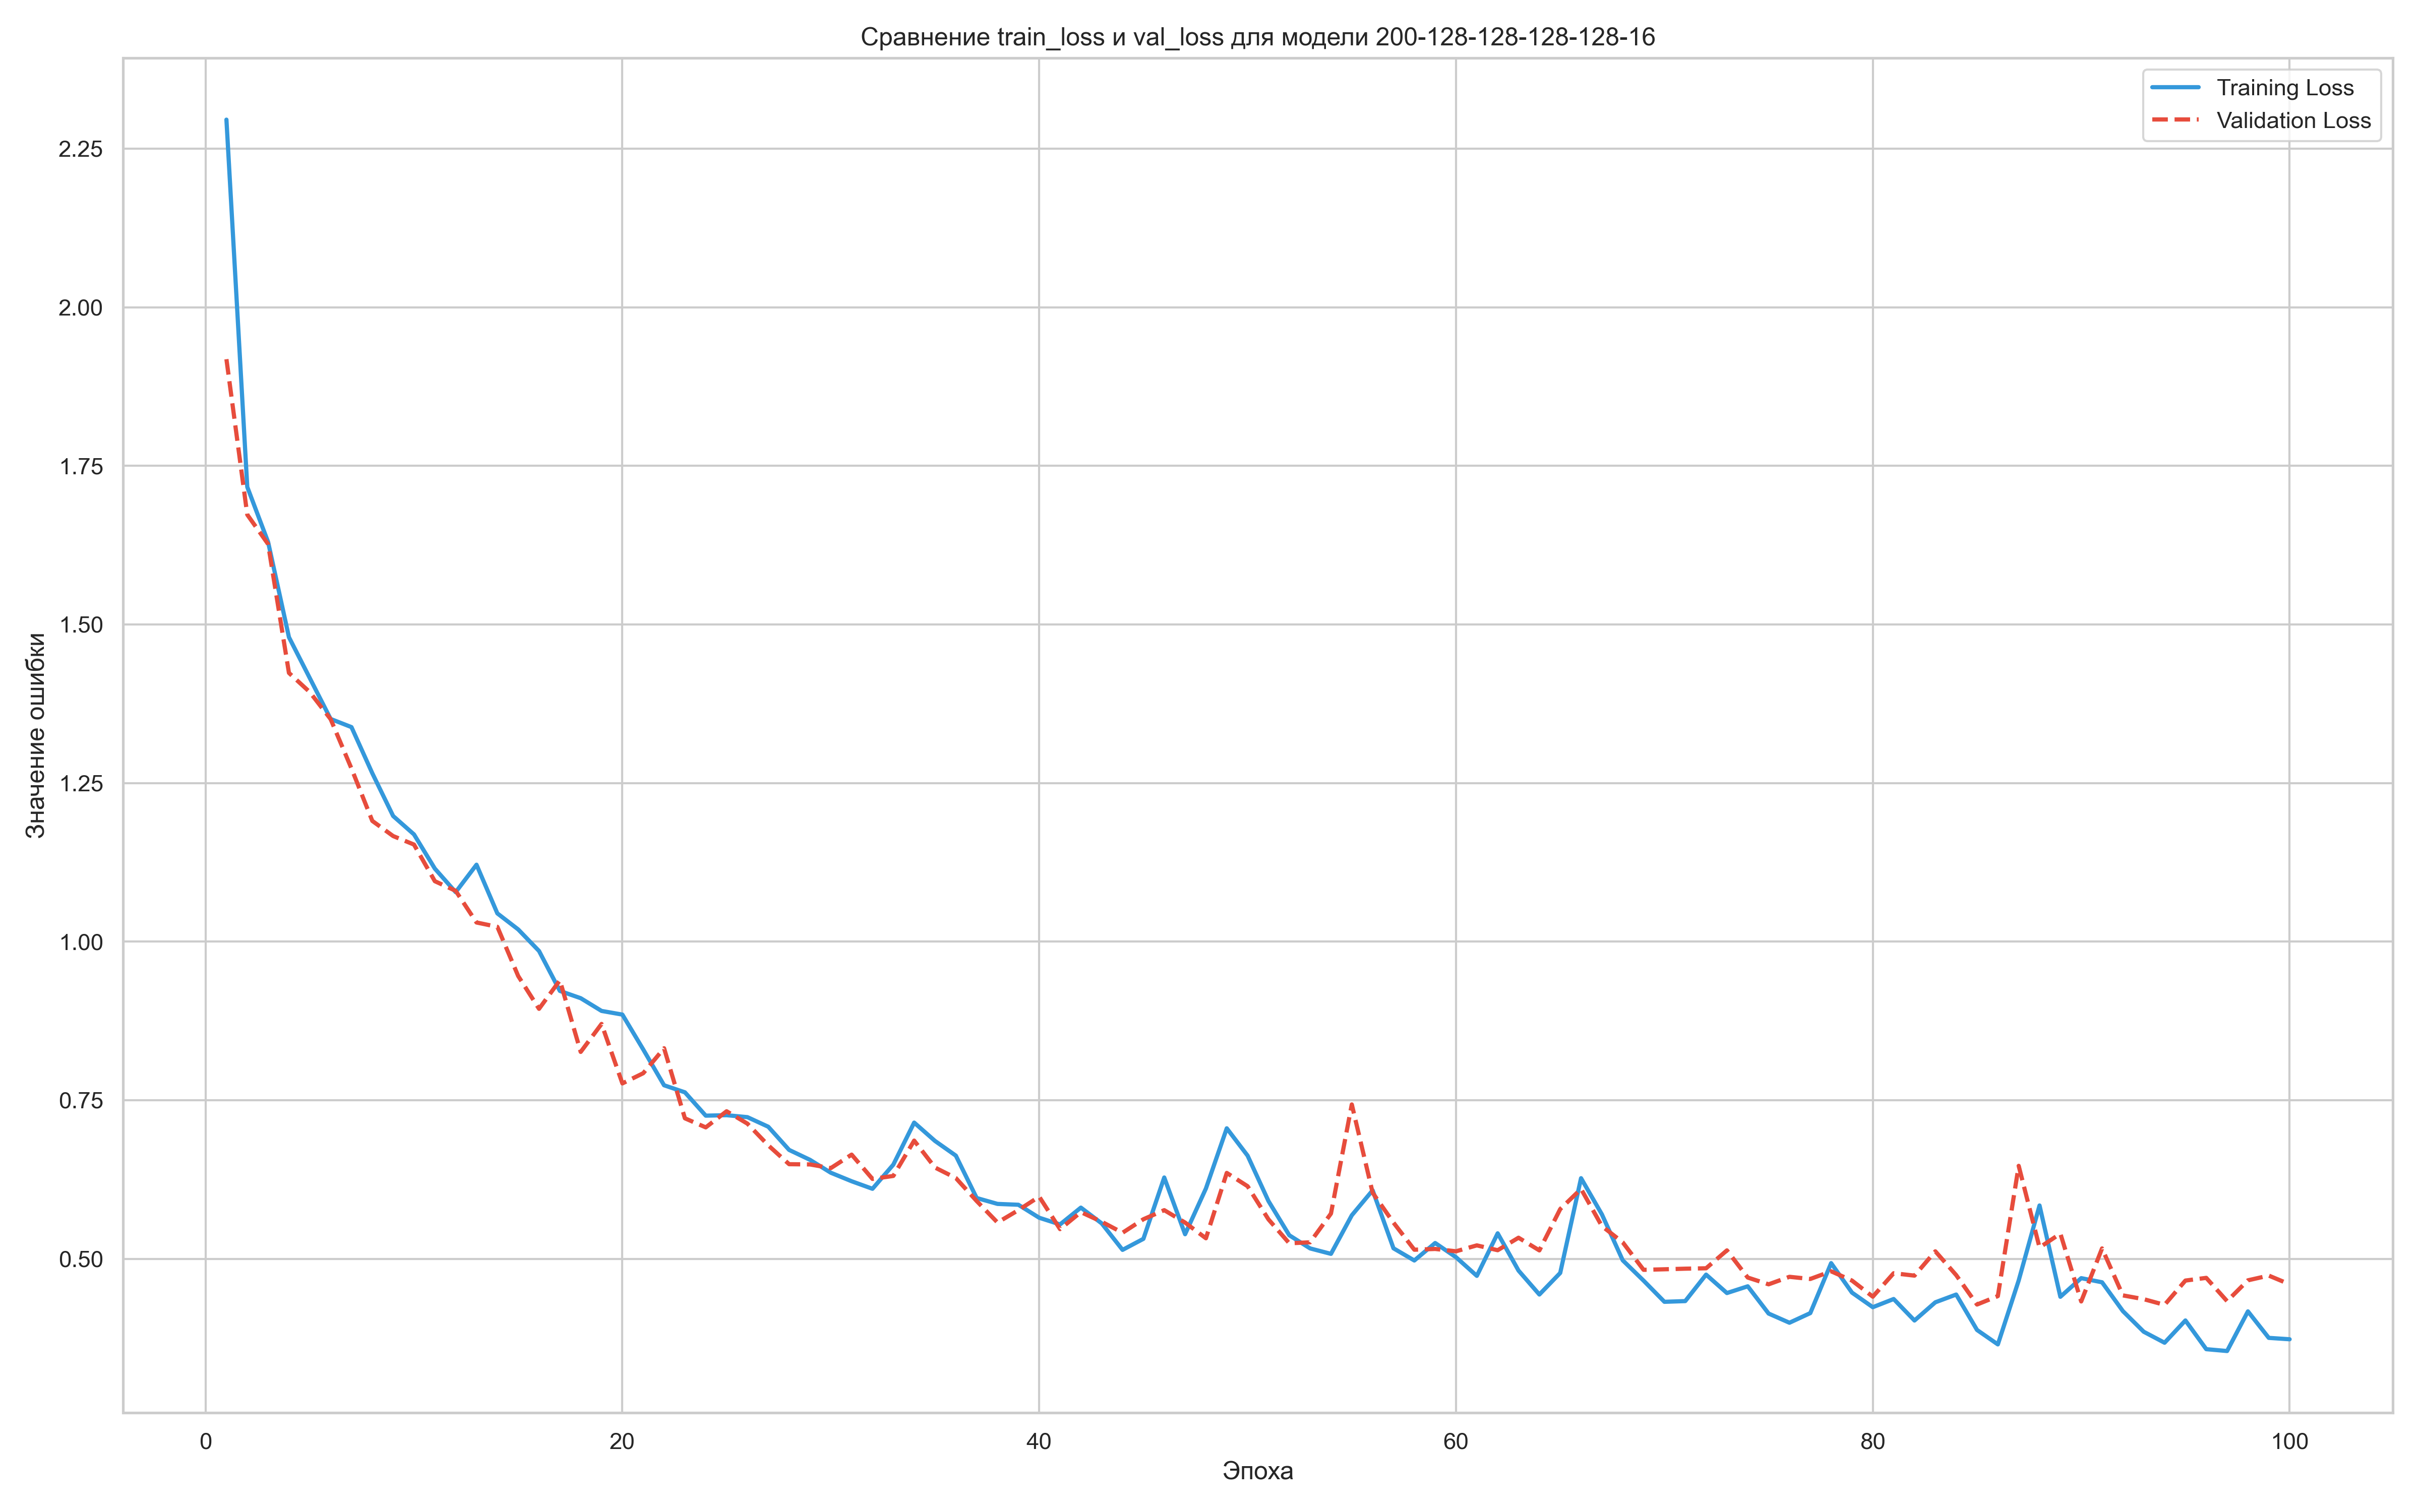 Сравнение train_loss и val_loss для модели 200-128-128-128-128-16
Training Loss
Validation Loss
2.25
2.00
1.75
1.50
1.25
1.00
0.75
0.50
Значение ошибки
0 20 40 60 80 100
Эпоха